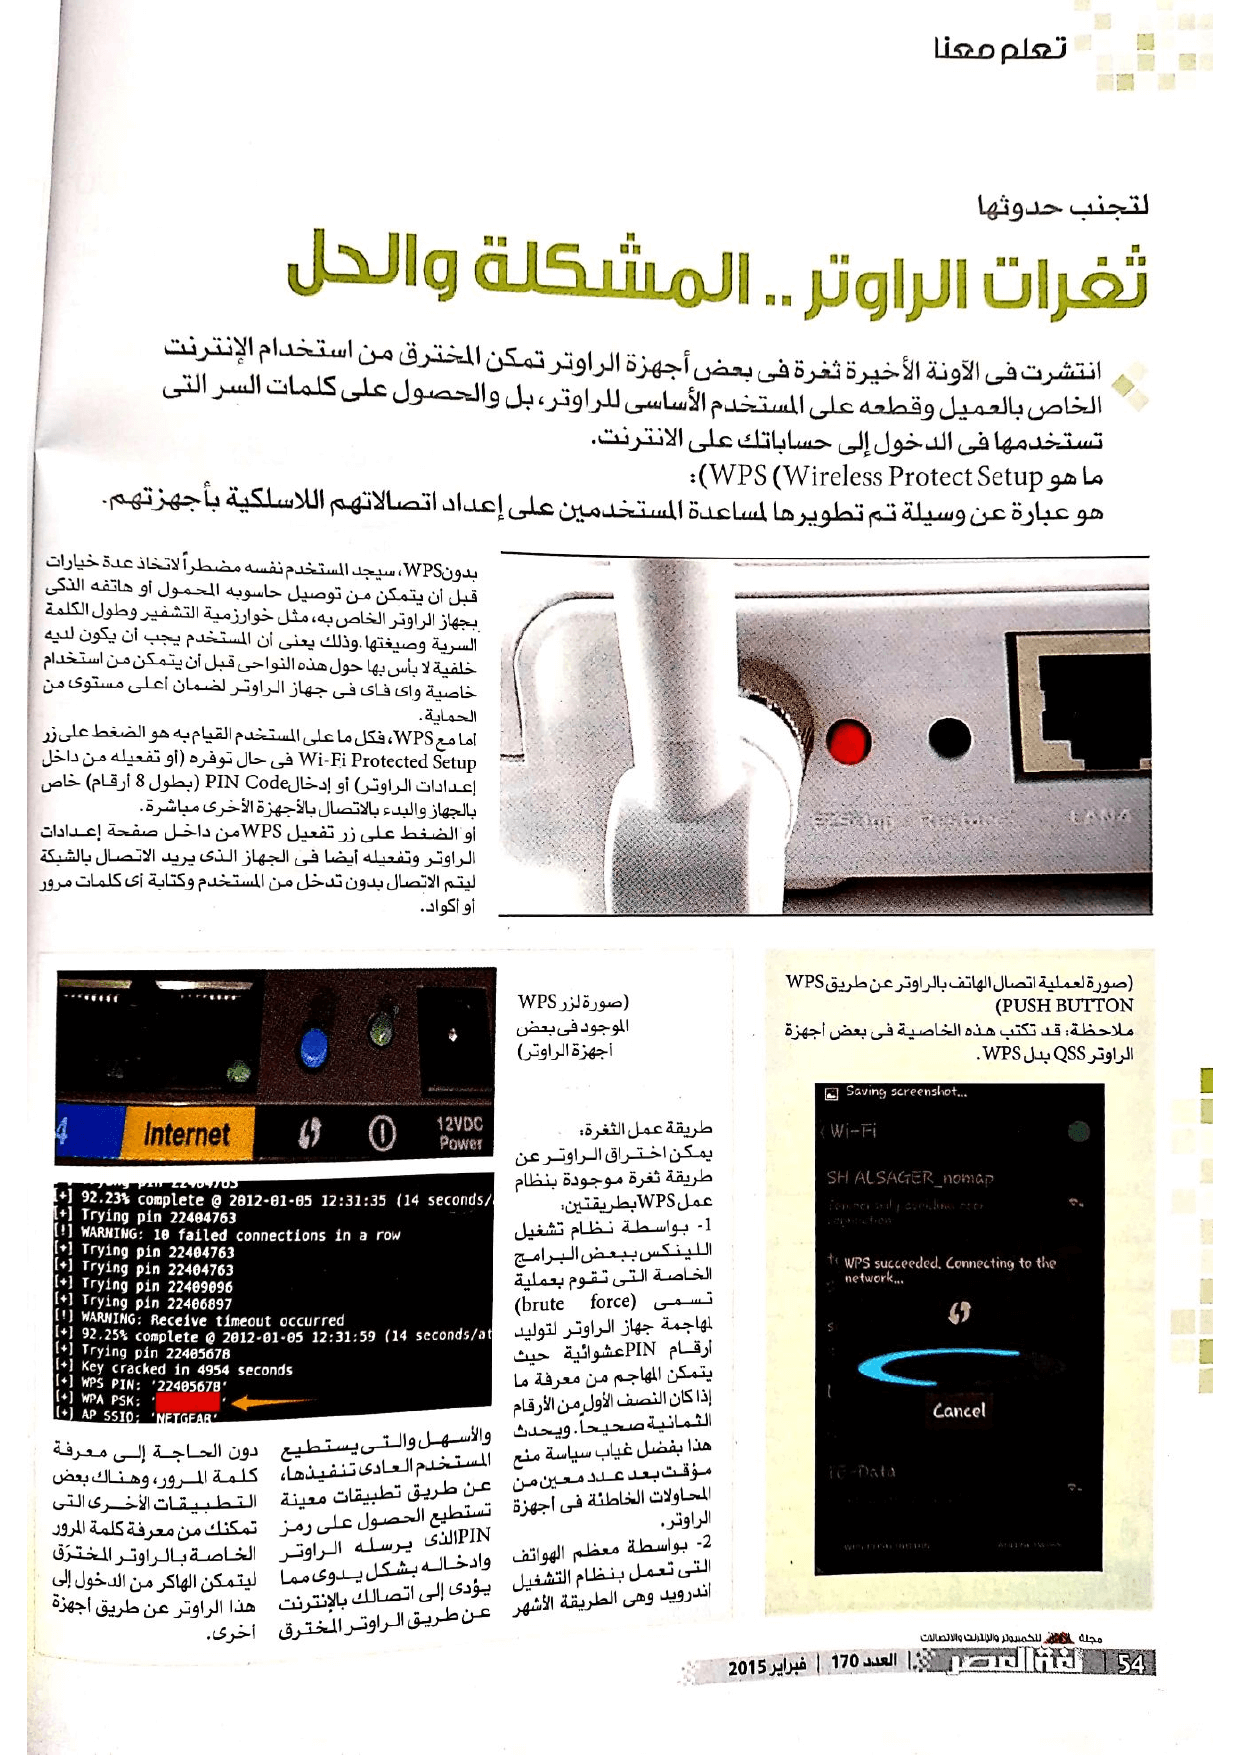 تعلم معنا
لتجنب حدوثها
ثغرات الراوتر .. المشكلة والحل
انتشرت فى الآونة الأخيرة ثغرة فى بعض أجهزة الراوتر تمكن المخترق من استخدام الإنترنت
الخاص بالعميل وقطعه على المستخدم الأساسى للراوتر، بل والحصول على كلمات السر التى
تستخدمها فى الدخول إلى حساباتك على الانترنت.
ما هو WPS (Wireless Protect Setup):
هو عبارة عن وسيلة تم تطويرها لمساعدة المستخدمين على إعداد اتصالاتهم اللاسلكية بأجهزتهم.
بدون WPS، سيجد المستخدم نفسه مضطراً لاتخاذ عدة خيارات
قبل أن يتمكن من توصيل حاسوبه المحمول أو هاتفه الذكى
بجهاز الراوتر الخاص به، مثل خوارزمية التشفير وطول الكلمة
السرية وصيغتها. وذلك يعنى أن المستخدم يجب أن يكون لديه
خلفية لا بأس بها حول هذه النواحى قبل أن يتمكن من استخدام
خاصية واى فاى فى جهاز الراوتر لضمان أعلى مستوى من
الحماية.
أما مع WPS، فكل ما على المستخدم القيام به هو الضغط على زر
Wi-Fi Protected Setup فى حال توفره (أو تفعيله من داخل
إعدادات الراوتر) أو إدخال PIN Code (بطول 8 أرقام) خاص
بالجهاز والبدء بالاتصال بالأجهزة الأخرى مباشرة.
أو الضغط على زر تفعيل WPS من داخل صفحة إعدادات
الراوتر وتفعيله أيضا فى الجهاز الذى يريد الاتصال بالشبكة
ليتم الاتصال بدون تدخل من المستخدم وكتابة أى كلمات مرور
أو أكواد.
LAN4
(صورة لعملية اتصال الهاتف بالراوتر عن طريق WPS
PUSH BUTTON)
ملاحظة: قد تكتب هذه الخاصية فى بعض أجهزة
الراوتر QSS بدل WPS.
Saving screenshot...
Wi-Fi
SH ALSAGER_nomap
WPS succeeded. Connecting to the
network...
Cancel
TE-Data
(صورة لزر WPS
الموجود فى بعض
أجهزة الراوتر)
4
Internet
12VDC
Power
طريقة عمل الثغرة:
يمكن اختراق الراوتر عن
طريقة ثغرة موجودة بنظام
عمل WPS بطريقتين:
1- بواسطة نظام تشغيل
اللينكس ببعض البرامج
الخاصة التى تقوم بعملية
تسمى (brute force)
لمهاجمة جهاز الراوتر لتوليد
أرقام PIN عشوائية حيث
يتمكن المهاجم من معرفة ما
إذا كان النصف الأول من الأرقام
الثمانية صحيحاً. ويحدث
هذا بفضل غياب سياسة منع
مؤقت بعد عدد معين من
المحاولات الخاطئة فى أجهزة
الراوتر.
2- بواسطة معظم الهواتف
التى تعمل بنظام التشغيل
أندرويد وهى الطريقة الأشهر
[+] 92.23% complete @ 2012-01-05 12:31:35 (14 seconds/
[+] Trying pin 22404763
[!] WARNING: 10 failed connections in a row
[+] Trying pin 22404763
[+] Trying pin 22404763
[+] Trying pin 22409096
[+] Trying pin 22406897
[!] WARNING: Receive timeout occurred
[+] 92.25% complete @ 2012-01-05 12:31:59 (14 seconds/at
[+] Trying pin 22405678
[+] Key cracked in 4954 seconds
[+] WPS PIN: '22405678'
[+] WPA PSK: ' '
[+] AP SSID: 'NETGEAR'
والأسهل والتى يستطيع
المستخدم العادى تنفيذها،
عن طريق تطبيقات معينة
تستطيع الحصول على رمز
PIN الذى يرسله الراوتر
وادخاله بشكل يدوى مما
يؤدى إلى اتصالك بالإنترنت
عن طريق الراوتر المخترق
دون الحاجة إلى معرفة
كلمة المرور، وهناك بعض
التطبيقات الأخرى التى
تمكنك من معرفة كلمة المرور
الخاصة بالراوتر المخترق
ليتمكن الهاكر من الدخول إلى
هذا الراوتر عن طريق أجهزة
أخرى.
مجلة الأهرام للكمبيوتر والإنترنت والاتصالات
54 لغة العصر | العدد 170 | فبراير 2015